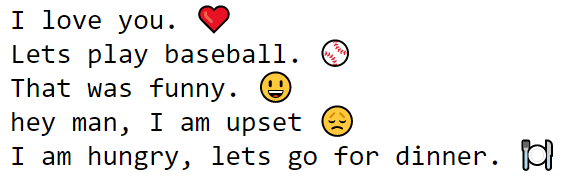 I love you. ❤️
Lets play baseball. ⚾
That was funny. 😃
hey man, I am upset 😞
I am hungry, lets go for dinner. 🍽️